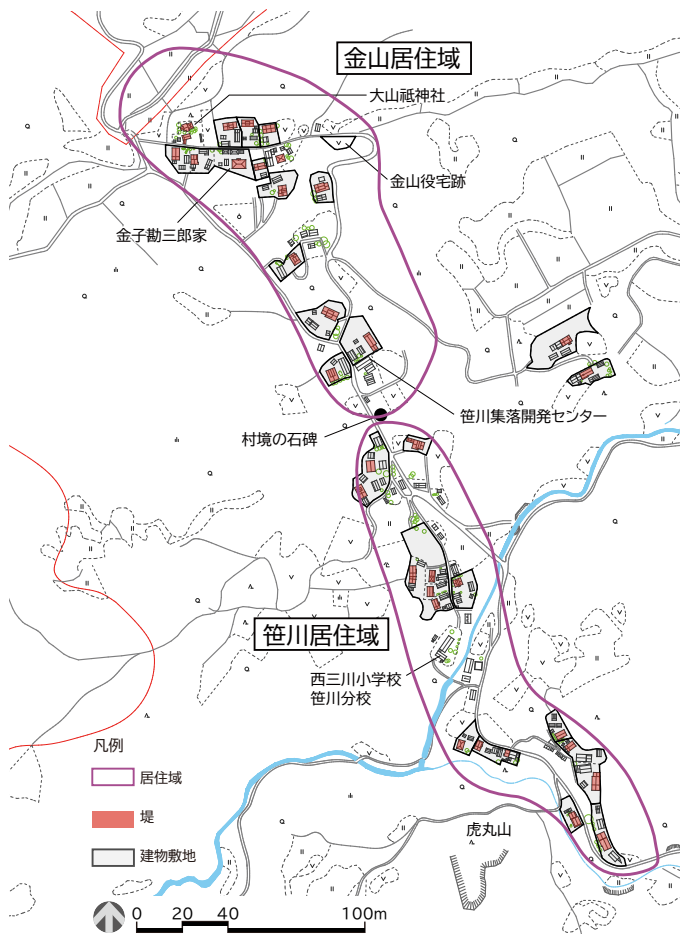 金山居住域
大山祗神社
金山役宅跡
金子勘三郎家
笹川集落開発センター
村境の石碑
笹川居住域
西三川小学校
笹川分校
虎丸山
凡例
居住域
堤
建物敷地
0 20 40 100m